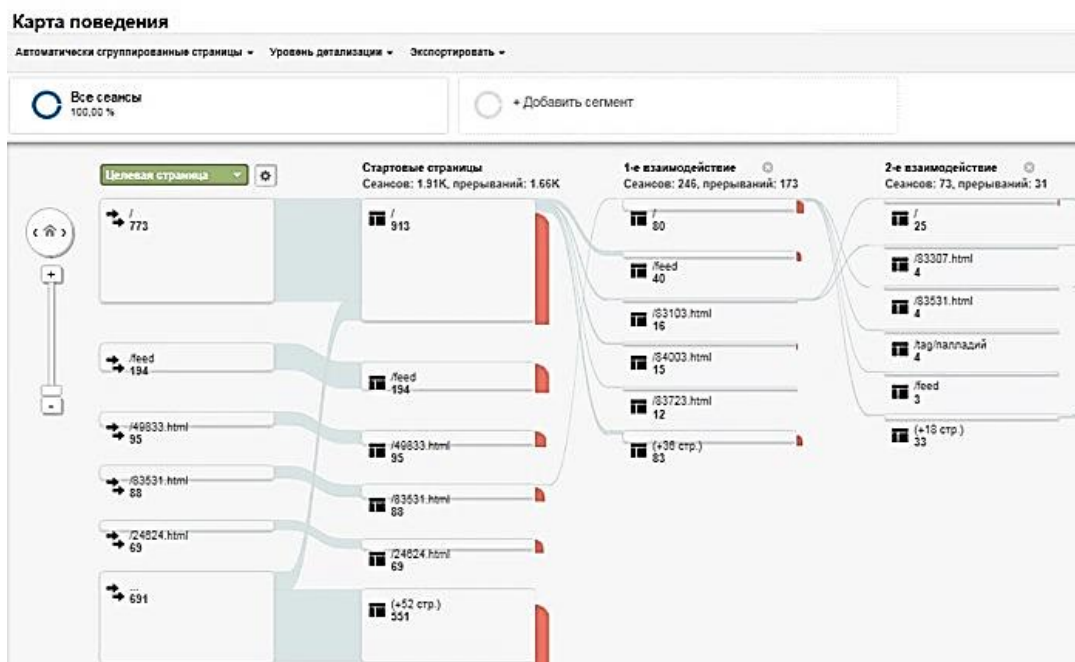 Карта поведения
Автоматически сгруппированные страницы Уровень детализации Экспортировать
Все сеансы
100,00 %
+ Добавить сегмент
Целевая страница
/
773
/feed
194
/49833.html
95
/83531.html
88
/24624.html
69
...
691
Стартовые страницы
Сеансов: 1.91K, прерываний: 1.66K
/
913
/feed
194
/49833.html
95
/83531.html
88
/24624.html
69
(+52 стр.)
551
1-е взаимодействие
Сеансов: 246, прерываний: 173
/
80
/feed
40
/83103.html
16
/84003.html
15
/83723.html
12
(+36 стр.)
83
2-е взаимодействие
Сеансов: 73, прерываний: 31
/
25
/83307.html
4
/83531.html
4
/tag/палладий
4
/feed
3
(+18 стр.)
33